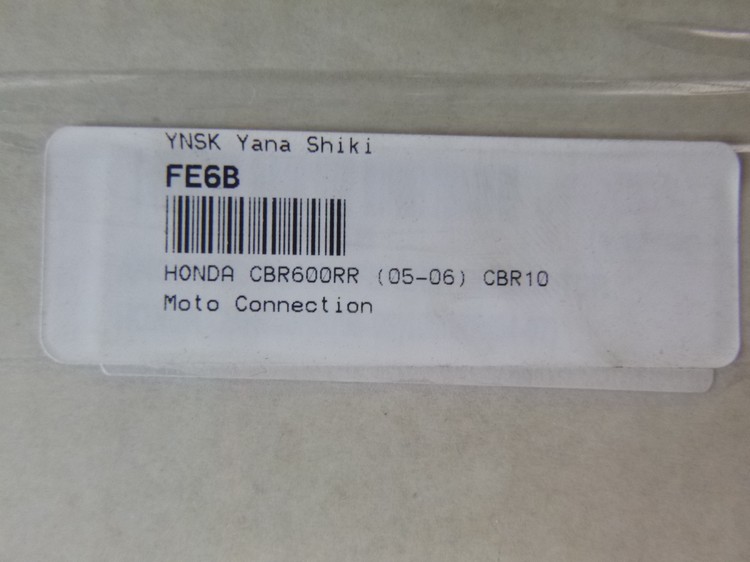 YNSK Yana Shiki
FE6B
HONDA CBR600RR (05-06) CBR10
Moto Connection